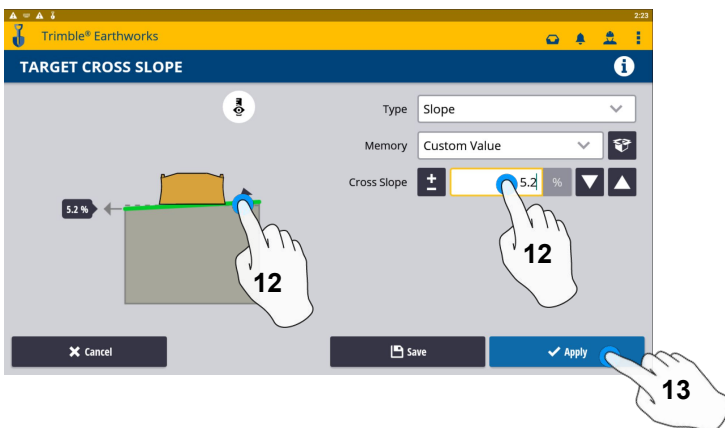 2:23
Trimble® Earthworks
TARGET CROSS SLOPE
Type Slope
Memory Custom Value
Cross Slope ± 5.2 %
5.2 %
12
12
Cancel
Save
Apply
13